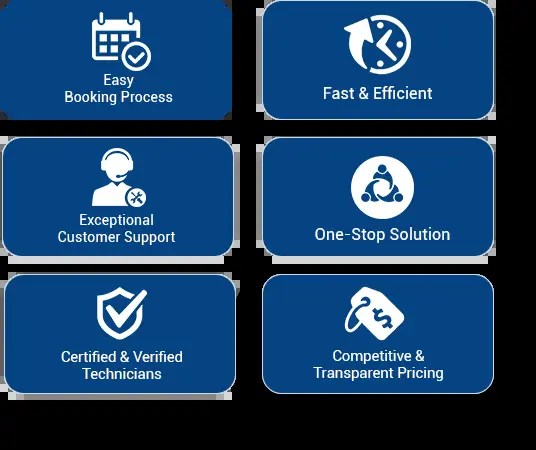 Easy
Booking Process
Fast & Efficient
Exceptional
Customer Support
One-Stop Solution
Certified & Verified
Technicians
Competitive &
Transparent Pricing